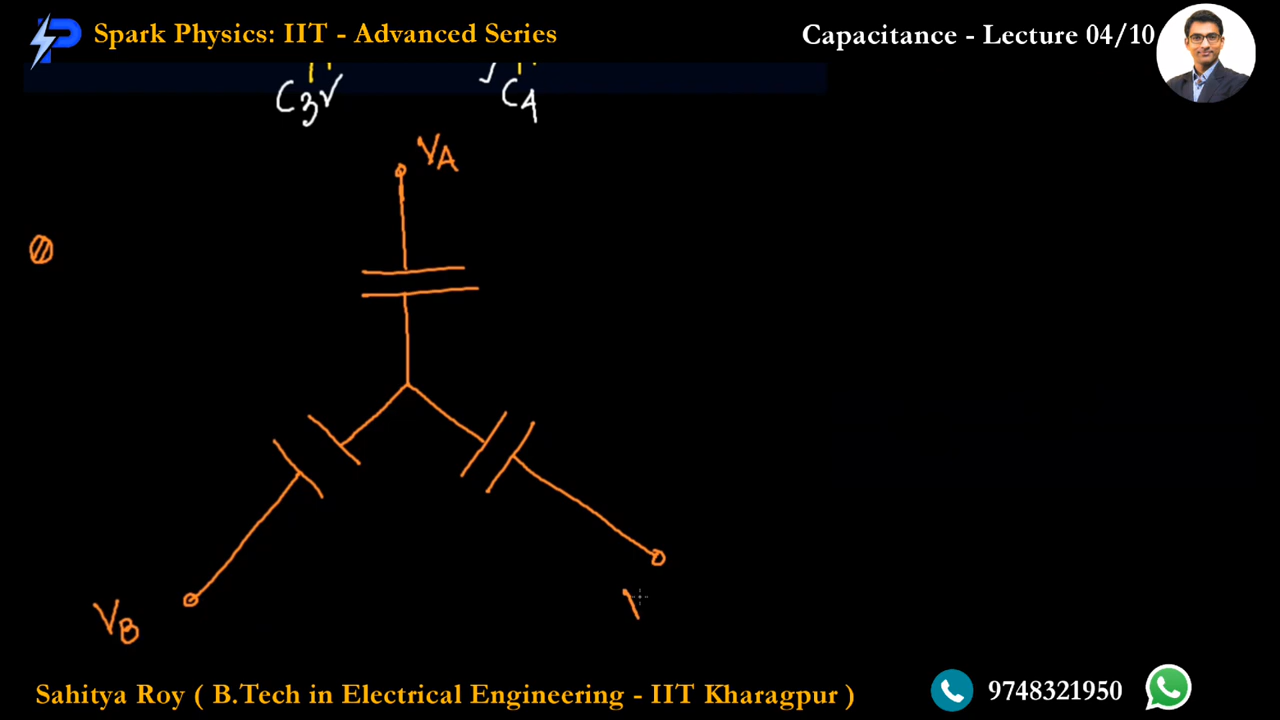 Spark Physics: IIT - Advanced Series
Capacitance - Lecture 04/10
C3
C4
VA
VB
Sahitya Roy ( B.Tech in Electrical Engineering - IIT Kharagpur )
9748321950